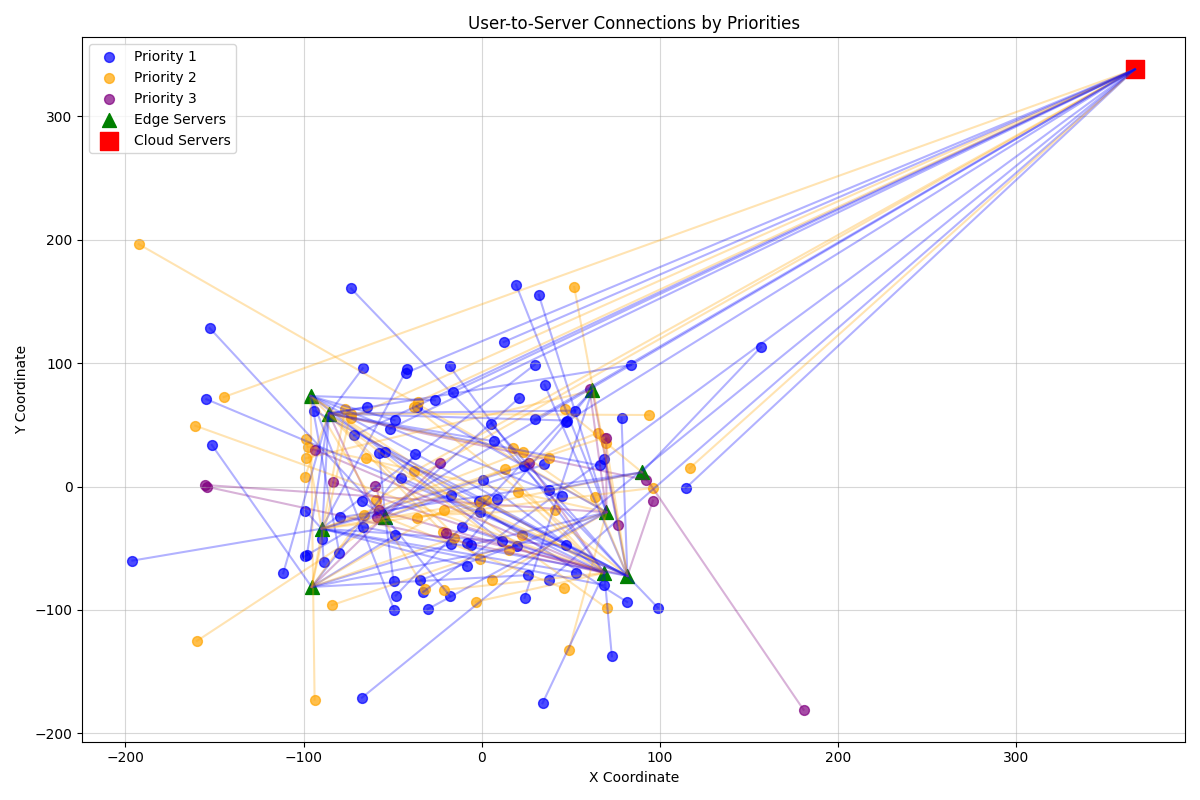 User-to-Server Connections by Priorities
Priority 1
Priority 2
Priority 3
Edge Servers
Cloud Servers
300
200
100
0
−100
−200
Y Coordinate
−200
−100
0
100
200
300
X Coordinate